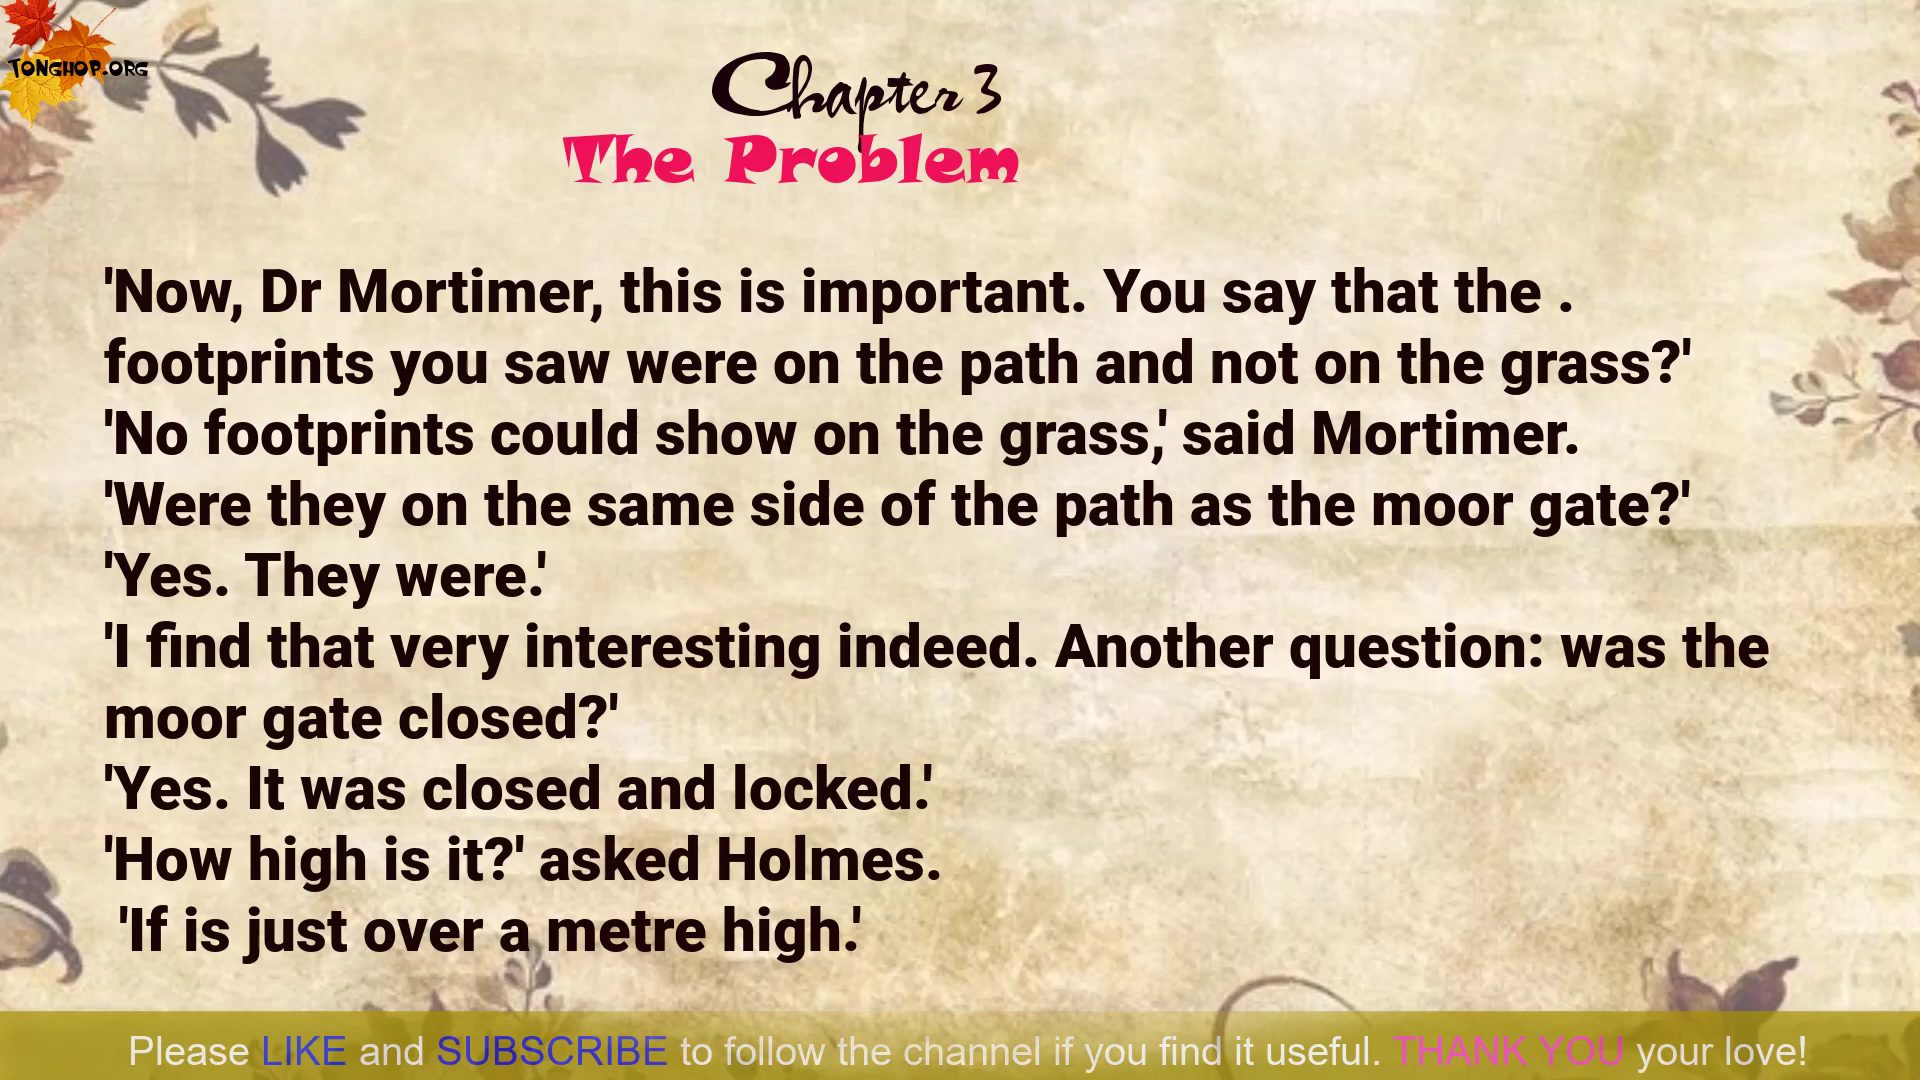 TONGHOP.ORG
Chapter 3
The Problem
'Now, Dr Mortimer, this is important. You say that the .
footprints you saw were on the path and not on the grass?'
'No footprints could show on the grass,' said Mortimer.
'Were they on the same side of the path as the moor gate?'
'Yes. They were.'
'I find that very interesting indeed. Another question: was the
moor gate closed?'
'Yes. It was closed and locked.'
'How high is it?' asked Holmes.
'If is just over a metre high.'
Please LIKE and SUBSCRIBE to follow the channel if you find it useful. THANK YOU your love!